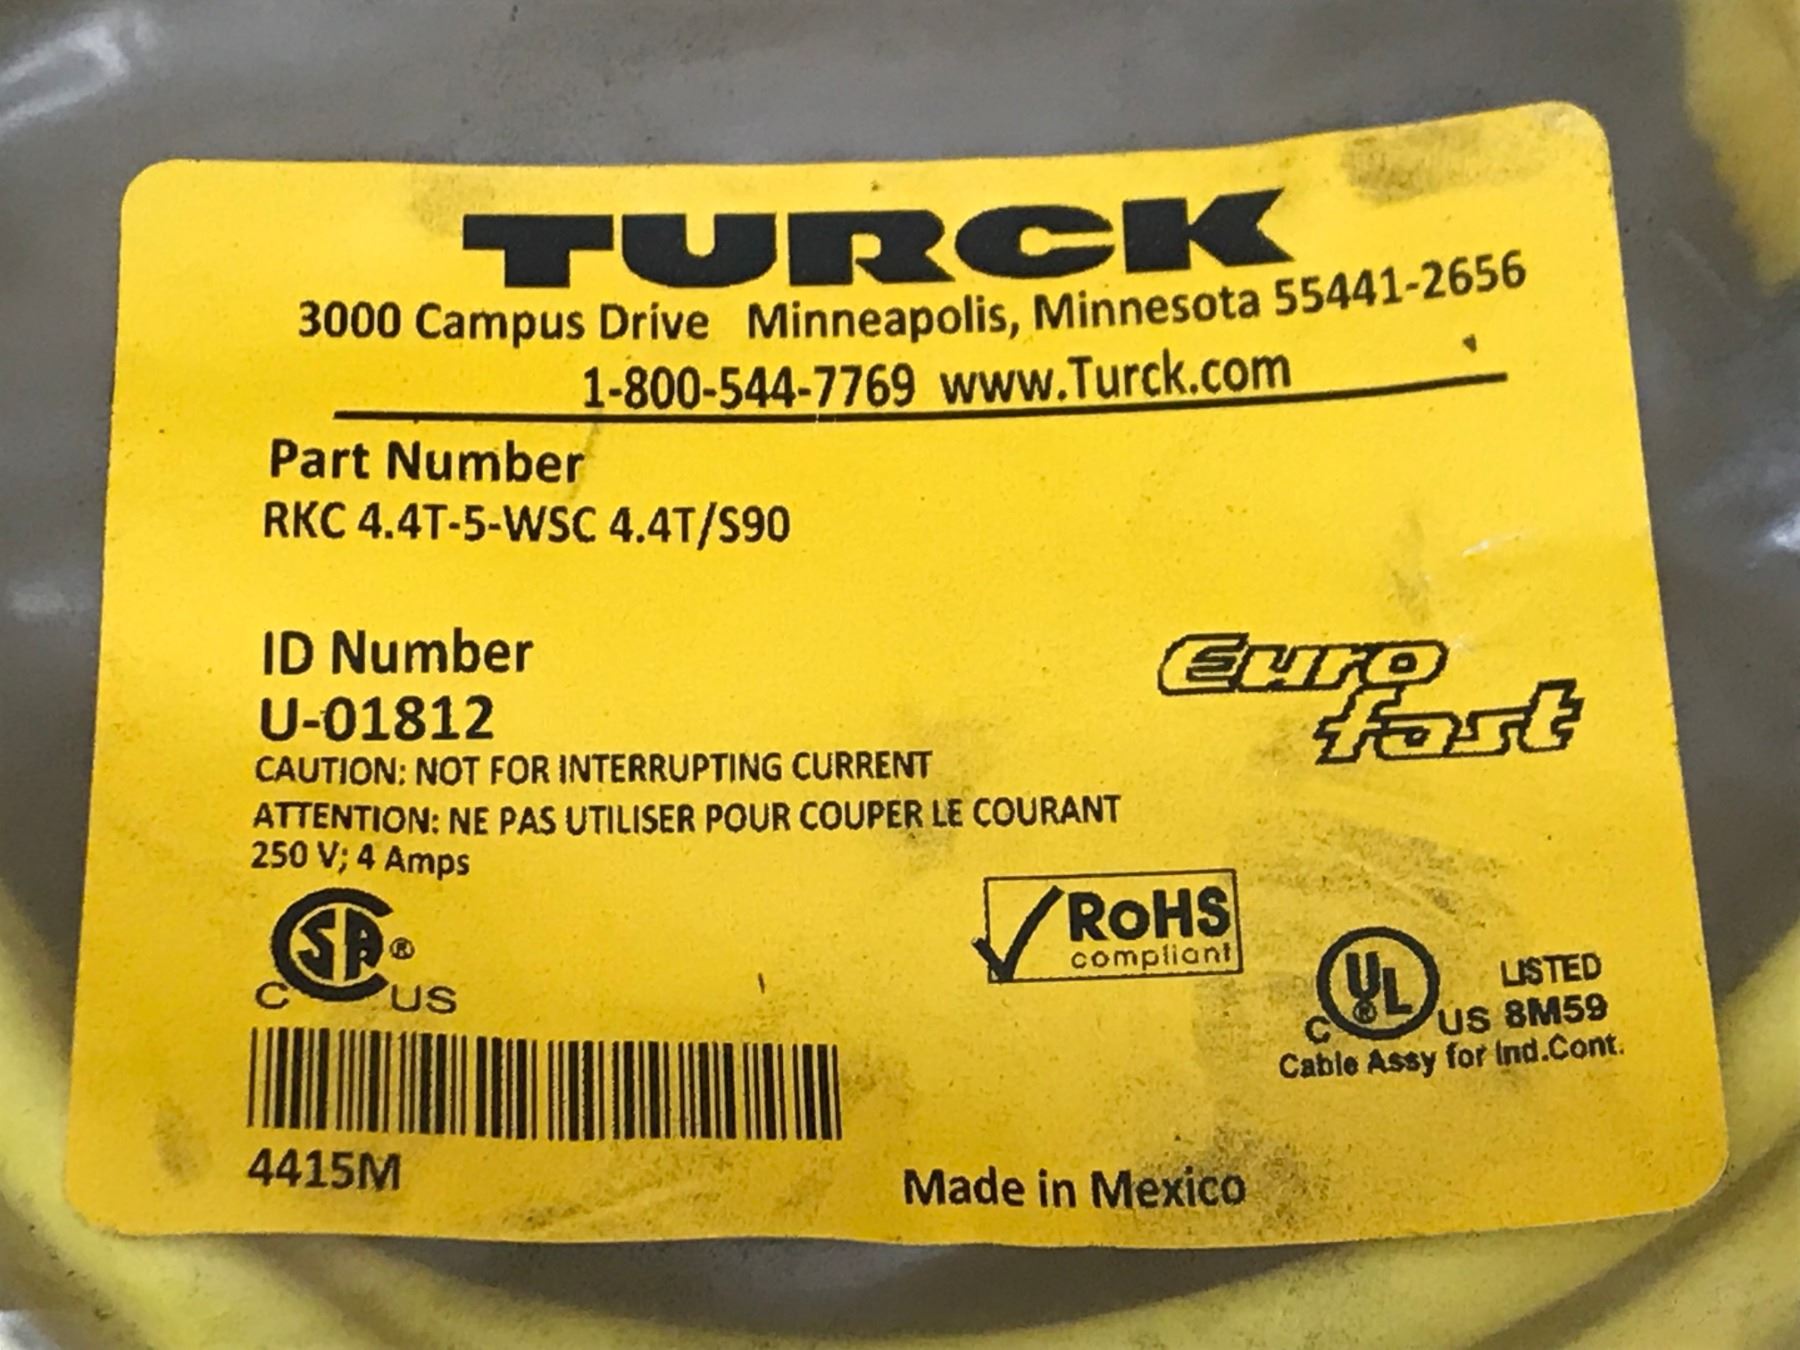 TURCK
3000 Campus Drive Minneapolis, Minnesota 55441-2656
1-800-544-7769 www.Turck.com
Part Number
RKC 4.4T-5-WSC 4.4T/S90
ID Number
U-01812
Euro
fast
CAUTION: NOT FOR INTERRUPTING CURRENT
ATTENTION: NE PAS UTILISER POUR COUPER LE COURANT
250 V; 4 Amps
SA®
C US
RoHS
compliant
UL®
LISTED
C US 8M59
Cable Assy for Ind.Cont.
4415M
Made in Mexico